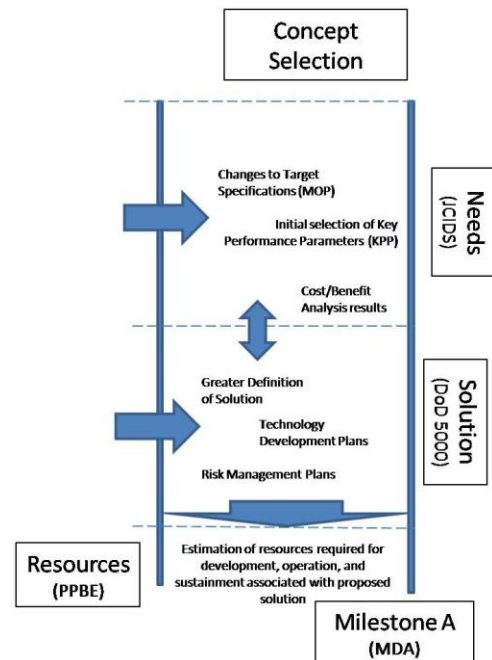 Concept
Selection
Changes to Target
Specifications (MOP)
Initial selection of Key
Performance Parameters (KPP)
Cost/Benefit
Analysis results
Needs
(JCIDS)
Greater Definition
of Solution
Technology
Development Plans
Risk Management Plans
Solution
(DoD 5000)
Estimation of resources required for
development, operation, and
sustainment associated with proposed
solution
Resources
(PPBE)
Milestone A
(MDA)